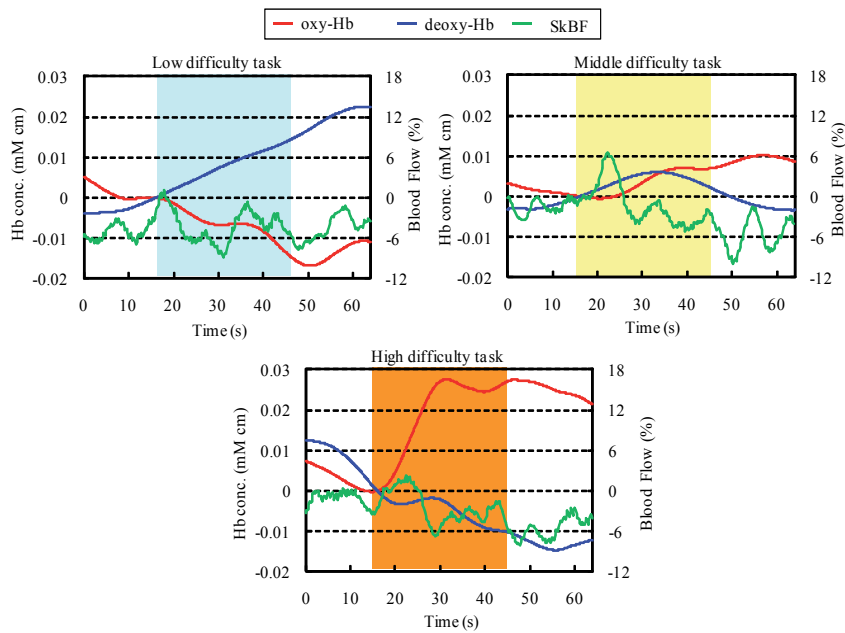 oxy-Hb deoxy-Hb SkBF
Low difficulty task
0.03
0.02
0.01
0
-0.01
-0.02
Hb conc. (mM cm)
18
12
6
0
-6
-12
Blood Flow (%)
0 10 20 30 40 50 60
Time (s)
Middle difficulty task
0.03
0.02
0.01
0
-0.01
-0.02
Hb conc. (mM cm)
18
12
6
0
-6
-12
Blood Flow (%)
0 10 20 30 40 50 60
Time (s)
High difficulty task
0.03
0.02
0.01
0
-0.01
-0.02
Hb conc. (mM cm)
18
12
6
0
-6
-12
Blood Flow (%)
0 10 20 30 40 50 60
Time (s)